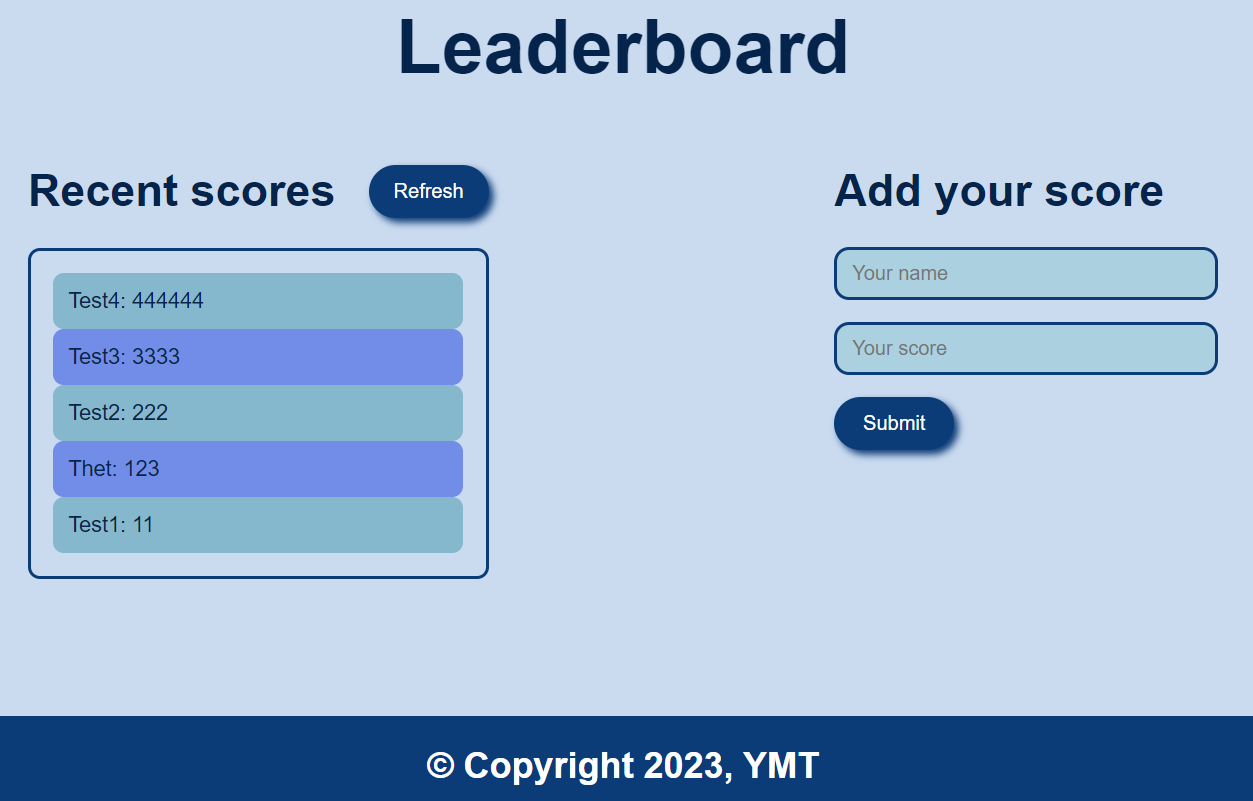 Leaderboard
Recent scores
Refresh
Test4: 444444
Test3: 3333
Test2: 222
Thet: 123
Test1: 11
Add your score
Your name
Your score
Submit
© Copyright 2023, YMT